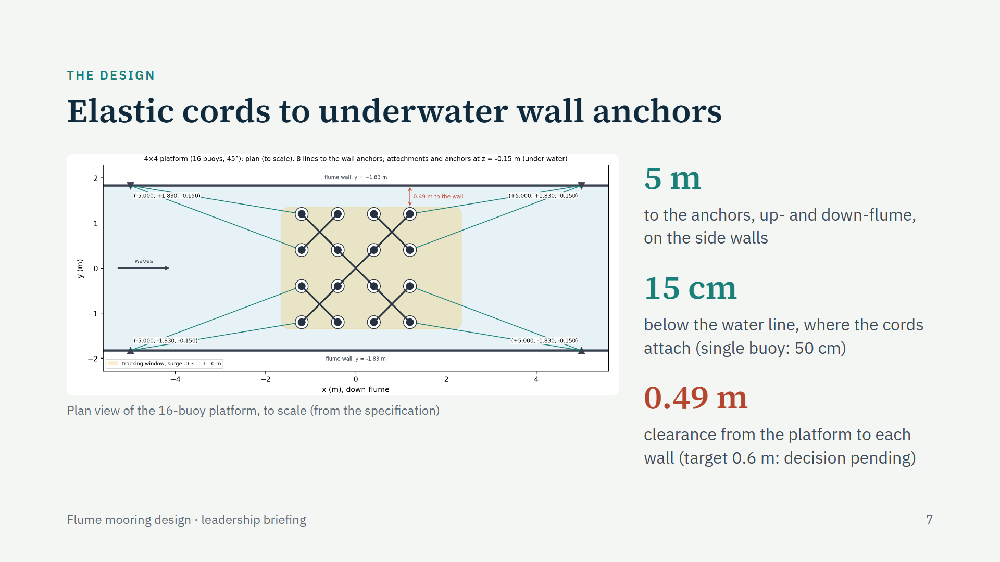 THE DESIGN
Elastic cords to underwater wall anchors
4×4 platform (16 buoys, 45°): plan (to scale). 8 lines to the wall anchors; attachments and anchors at z = -0.15 m (under water)
y (m)
2
1
0
−1
−2
flume wall, y = +1.83 m
(-5.000, +1.830, -0.150)
0.49 m to the wall
(+5.000, +1.830, -0.150)
waves
(-5.000, -1.830, -0.150)
(+5.000, -1.830, -0.150)
flume wall, y = -1.83 m
tracking window, surge -0.3 ... +1.0 m
−4
−2
0
2
4
x (m), down-flume
Plan view of the 16-buoy platform, to scale (from the specification)
5 m
to the anchors, up- and down-flume,
on the side walls
15 cm
below the water line, where the cords
attach (single buoy: 50 cm)
0.49 m
clearance from the platform to each
wall (target 0.6 m: decision pending)
Flume mooring design · leadership briefing
7